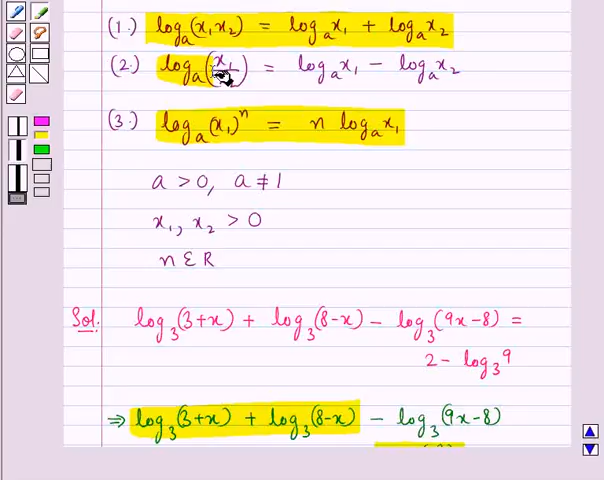 (1.) logₐ(x₁x₂) = logₐx₁ + logₐx₂
(2.) logₐ(x₁/x₂) = logₐx₁ − logₐx₂
(3.) logₐ(x₁)ⁿ = n logₐx₁
a > 0, a ≠ 1
x₁, x₂ > 0
n ε R
Sol: log₃(3+x) + log₃(8-x) − log₃(9x-8) =
2 − log₃9
⇒ log₃(3+x) + log₃(8-x) − log₃(9x-8)